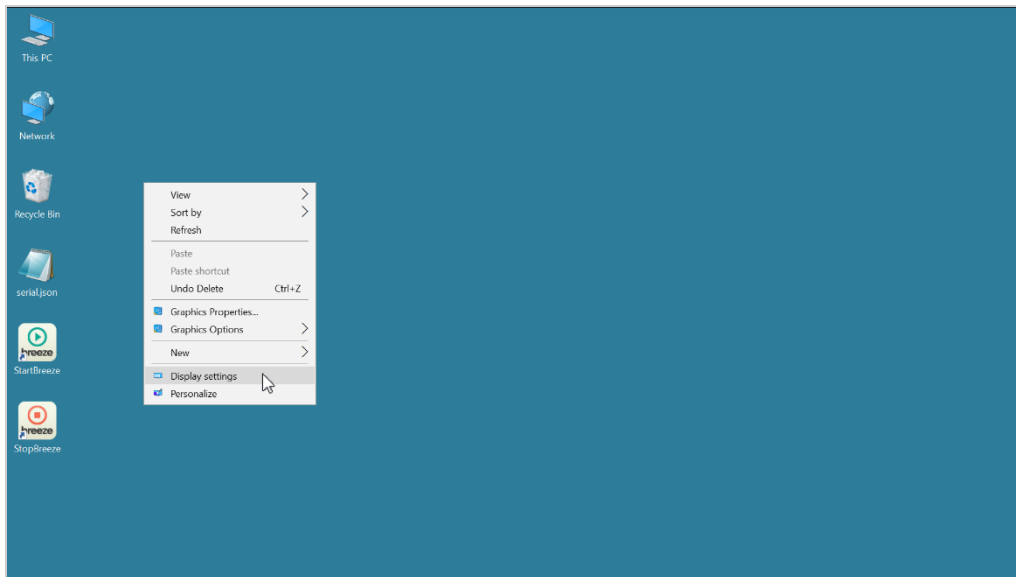 This PC
Network
Recycle Bin
serial.json
breeze
StartBreeze
breeze
StopBreeze
View
Sort by
Refresh
Paste
Paste shortcut
Undo Delete Ctrl+Z
Graphics Properties...
Graphics Options
New
Display settings
Personalize